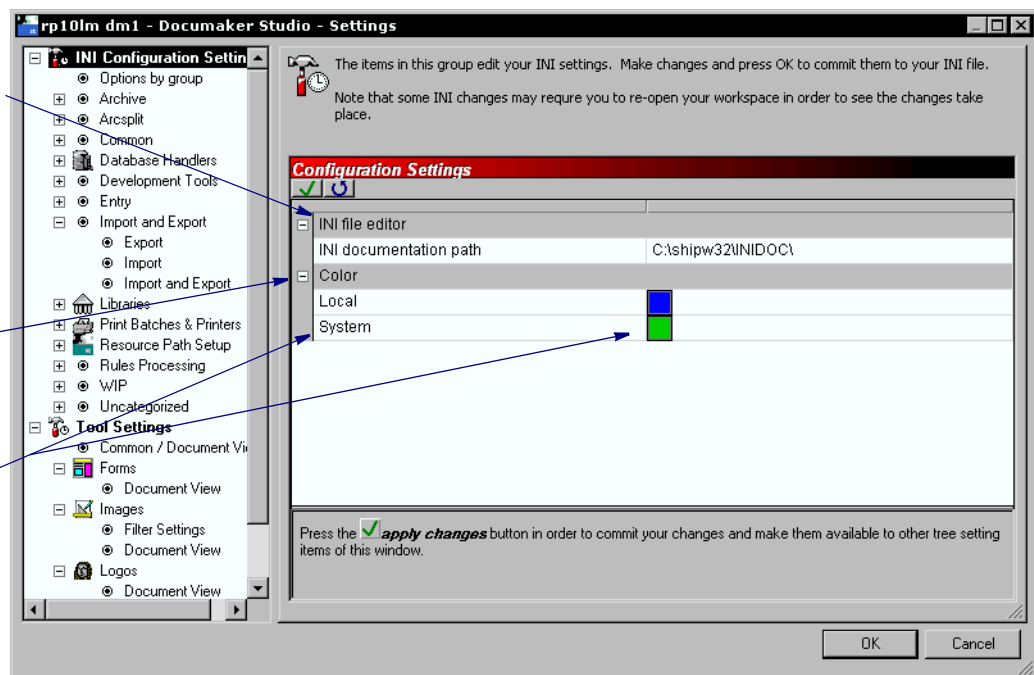 rp10lm dm1 - Documaker Studio - Settings
INI Configuration Settin
Options by group
Archive
Arcsplit
Common
Database Handlers
Development Tools
Entry
Import and Export
Export
Import
Import and Export
Libraries
Print Batches & Printers
Resource Path Setup
Rules Processing
WIP
Uncategorized
Tool Settings
Common / Document Vi
Forms
Document View
Images
Filter Settings
Document View
Logos
Document View
The items in this group edit your INI settings. Make changes and press OK to commit them to your INI file.
Note that some INI changes may requre you to re-open your workspace in order to see the changes take
place.
Configuration Settings
INI file editor
INI documentation path C:\shipw32\INIDOC\
Color
Local
System
Press the apply changes button in order to commit your changes and make them available to other tree setting
items of this window.
OK Cancel